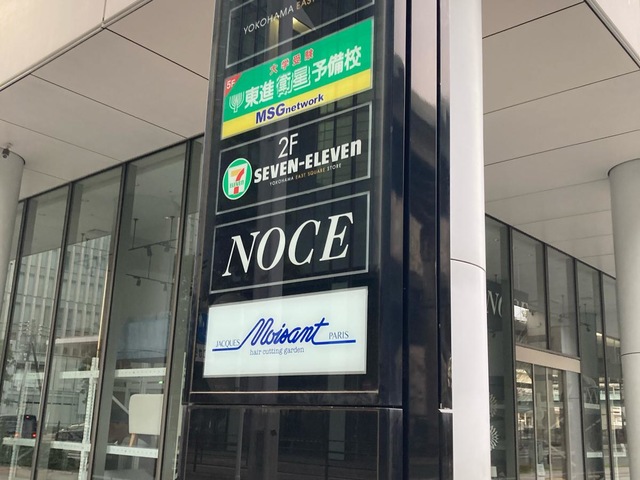 YOKOHAMA EAST
5F
大学受験
東進衛星予備校
MSGnetwork
2F
SEVEN-ELEVEn
YOKOHAMA EAST SQUARE STORE
NOCE
JACQUES Moisant PARIS
hair cutting garden
NO